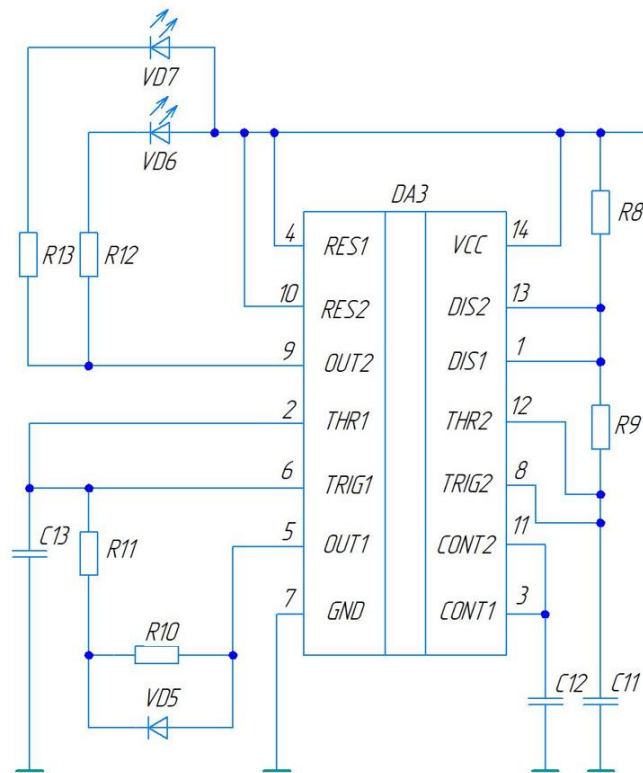 VD7
VD6
DA3
R8
R13
R12
4
RES1
VCC
14
10
RES2
DIS2
13
9
OUT2
DIS1
1
2
THR1
THR2
12
R9
6
TRIG1
TRIG2
8
C13
R11
5
OUT1
CONT2
11
7
GND
CONT1
3
R10
VD5
C12
C11